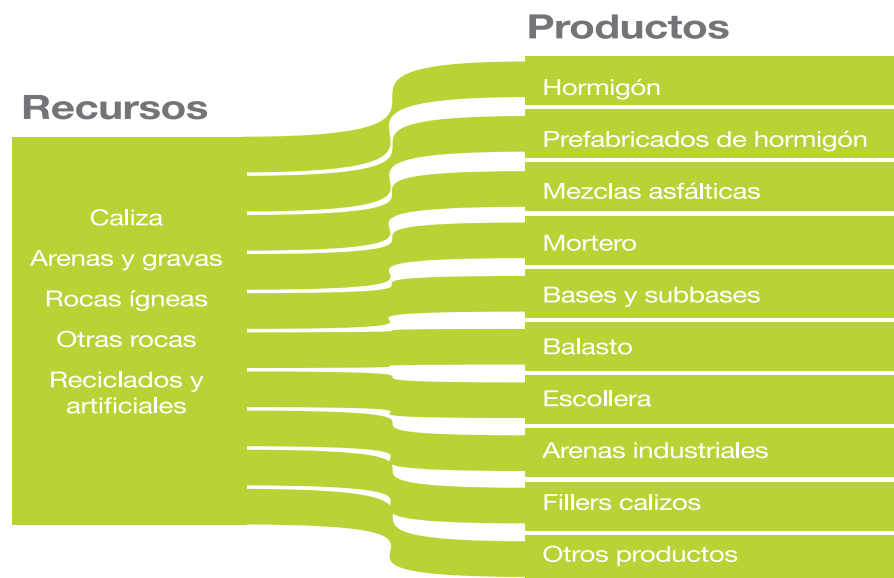 Productos
Recursos
Hormigón
Prefabricados de hormigón
Mezclas asfálticas
Mortero
Bases y subbases
Balasto
Escollera
Arenas industriales
Fillers calizos
Otros productos
Caliza
Arenas y gravas
Rocas ígneas
Otras rocas
Reciclados y
artificiales